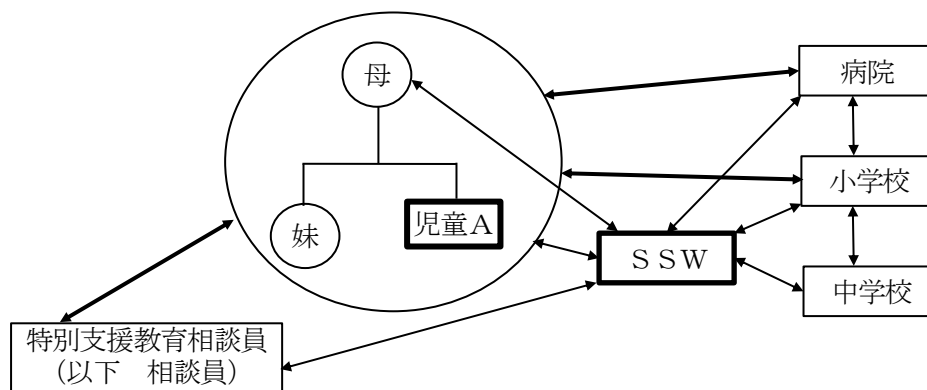 母
病院
小学校
妹
児童A
ＳＳＷ
中学校
特別支援教育相談員
（以下　相談員）